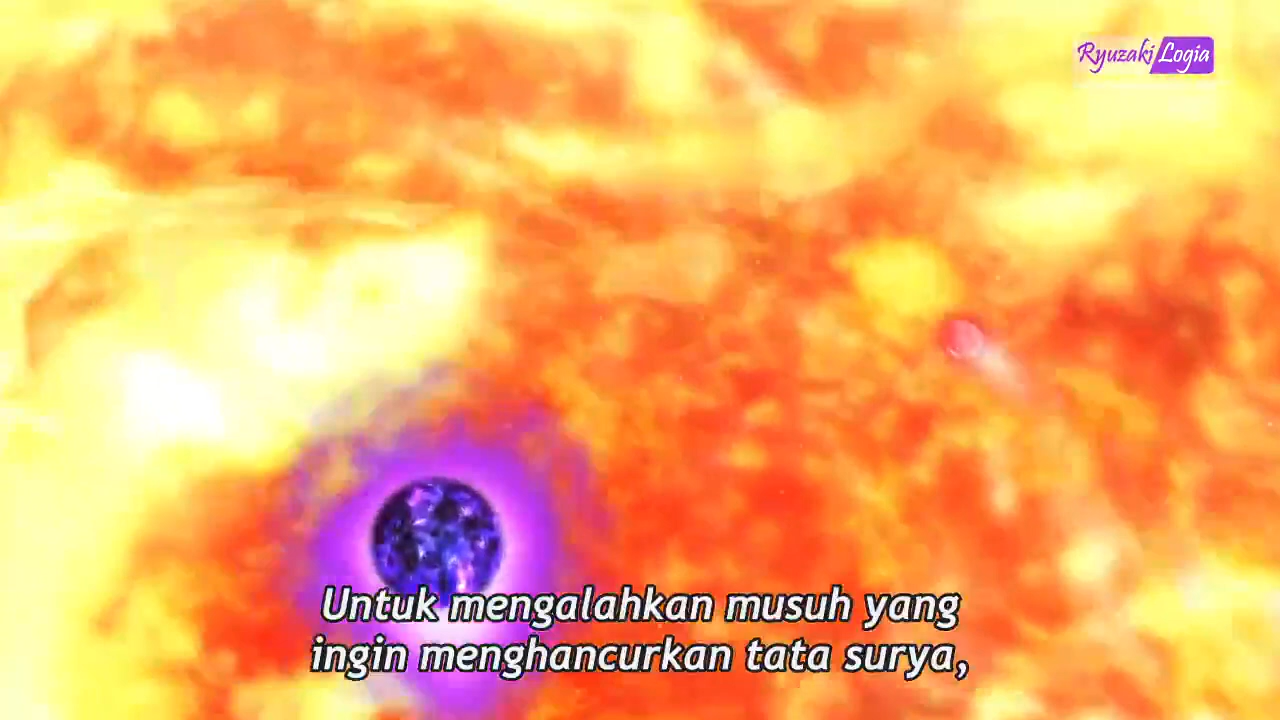 Ryuzaki Logia
Untuk mengalahkan musuh yang
ingin menghancurkan tata surya,